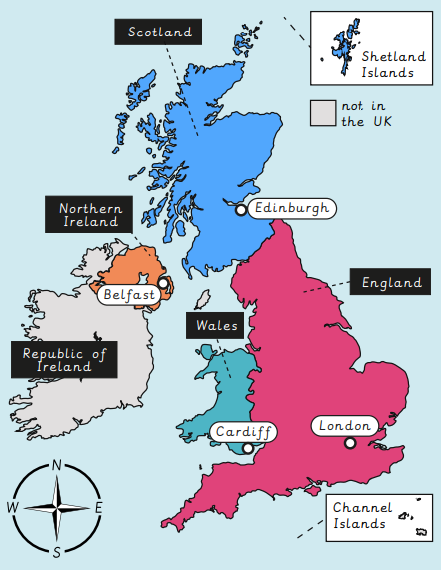 Scotland
Shetland
Islands
not in
the UK
Northern
Ireland
Edinburgh
England
Belfast
Wales
Republic of
Ireland
Cardiff
London
N
W
E
S
Channel
Islands